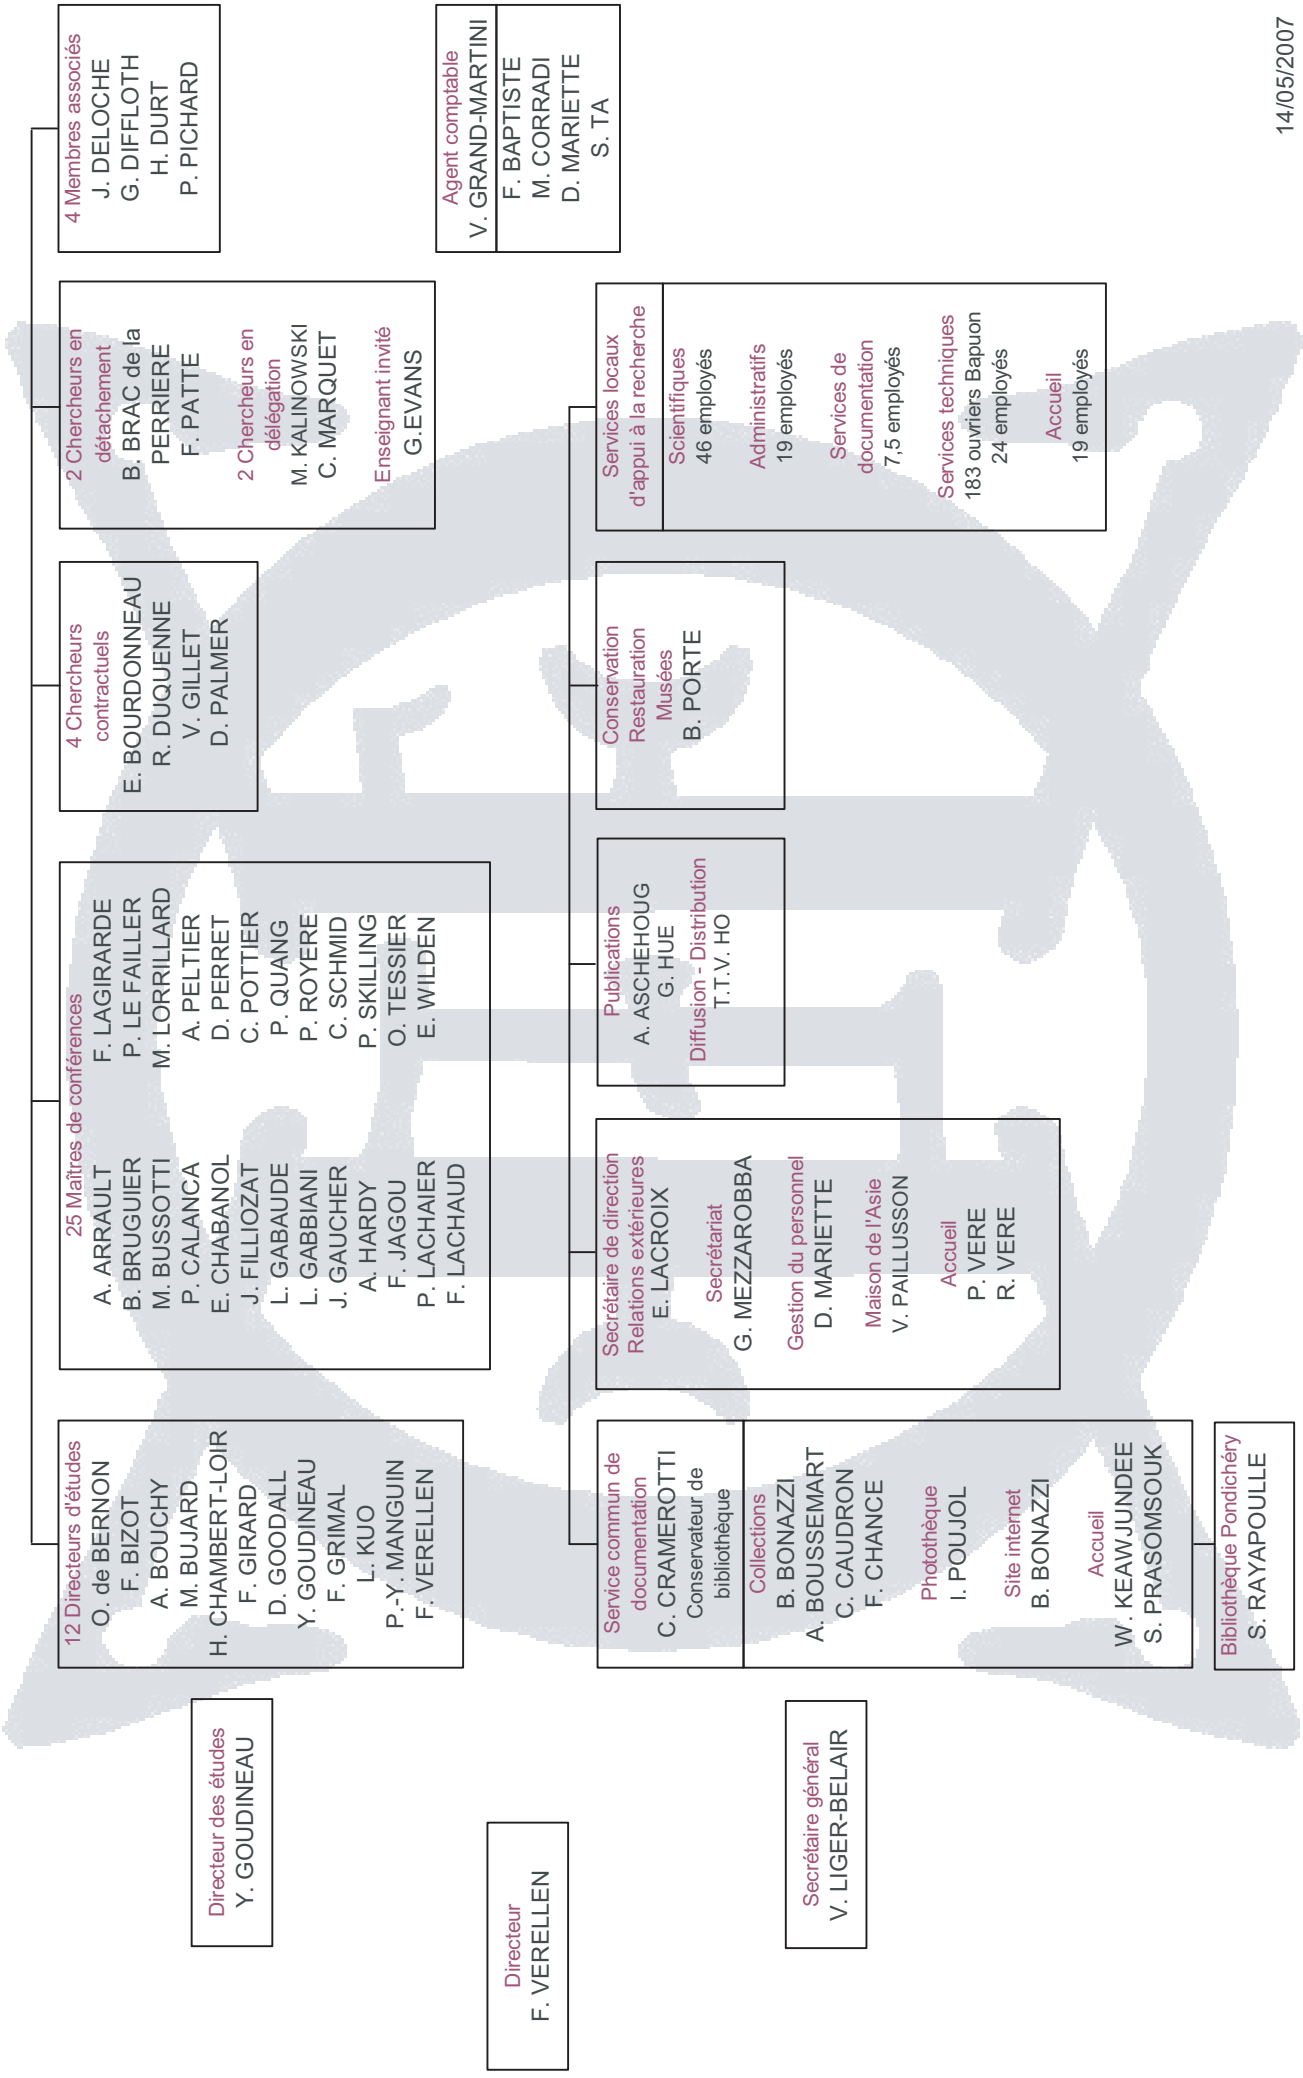 Directeur
F. VERELLEN
Directeur des études
Y. GOUDINEAU
Secrétaire général
V. LIGER-BELAIR
12 Directeurs d'études
O. de BERNON
F. BIZOT
A. BOUCHY
M. BUJARD
H. CHAMBERT-LOIR
F. GIRARD
D. GOODALL
Y. GOUDINEAU
F. GRIMAL
L. KUO
P.-Y. MANGUIN
F. VERELLEN
25 Maîtres de conférences
A. ARRAULT
B. BRUGUIER
M. BUSSOTTI
P. CALANCA
E. CHABANOL
J. FILLIOZAT
L. GABAUDE
L. GABBIANI
J. GAUCHER
A. HARDY
F. JAGOU
P. LACHAIER
F. LACHAUD
F. LAGIRARDE
P. LE FAILLER
M. LORRILLARD
A. PELTIER
D. PERRET
C. POTTIER
P. QUANG
P. ROYERE
C. SCHMID
P. SKILLING
O. TESSIER
E. WILDEN
4 Chercheurs
contractuels
E. BOURDONNEAU
R. DUQUENNE
V. GILLET
D. PALMER
2 Chercheurs en
détachement
B. BRAC de la
PERRIERE
F. PATTE
2 Chercheurs en
délégation
M. KALINOWSKI
C. MARQUET
Enseignant invité
G.EVANS
4 Membres associés
J. DELOCHE
G. DIFFLOTH
H. DURT
P. PICHARD
Agent comptable
V. GRAND-MARTINI
F. BAPTISTE
M. CORRADI
D. MARIETTE
S. TA
Service commun de
documentation
C. CRAMEROTTI
Conservateur de
bibliothèque
Collections
B. BONAZZI
A. BOUSSEMART
C. CAUDRON
F. CHANCE
Photothèque
I. POUJOL
Site internet
B. BONAZZI
Accueil
W. KEAWJUNDEE
S. PRASOMSOUK
Bibliothèque Pondichéry
S. RAYAPOULLE
Secrétaire de direction
Relations extérieures
E. LACROIX
Secrétariat
G. MEZZAROBBA
Gestion du personnel
D. MARIETTE
Maison de l'Asie
V. PAILLUSSON
Accueil
P. VERE
R. VERE
Publications
A. ASCHEHOUG
G. HUE
Diffusion - Distribution
T.T.V. HO
Conservation
Restauration
Musées
B. PORTE
Services locaux
d'appui à la recherche
Scientifiques
46 employés
Administratifs
19 employés
Services de
documentation
7,5 employés
Services techniques
183 ouvriers Bapuon
24 employés
Accueil
19 employés
14/05/2007